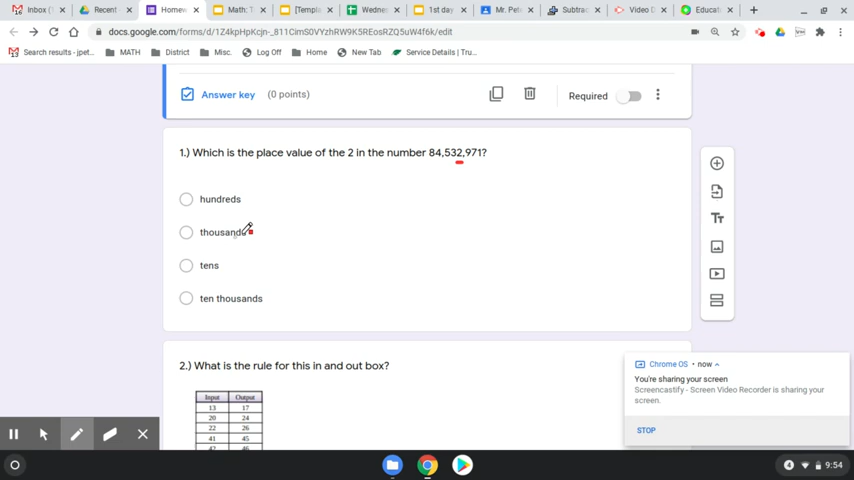 Inbox (
Recent
Homew
Math: T
[Templa
Wednes
1st day
Mr. Pet
Subtrac
Video D
Educat
docs.google.com/forms/d/1Z4kpHpKcjn-_811CimS0VYzhRW9K5REosRZQ5uW4f6k/edit
Search results - jpet...
MATH
District
Misc.
Log Off
Home
New Tab
Service Details | Tru...
Answer key
(0 points)
Required
1.) Which is the place value of the 2 in the number 84,532,971?
hundreds
thousands
tens
ten thousands
2.) What is the rule for this in and out box?
Input Output
13 17
20 24
22 26
41 45
42 46
Chrome OS • now
You're sharing your screen
Screencastify - Screen Video Recorder is sharing your
screen.
STOP
4
9:54